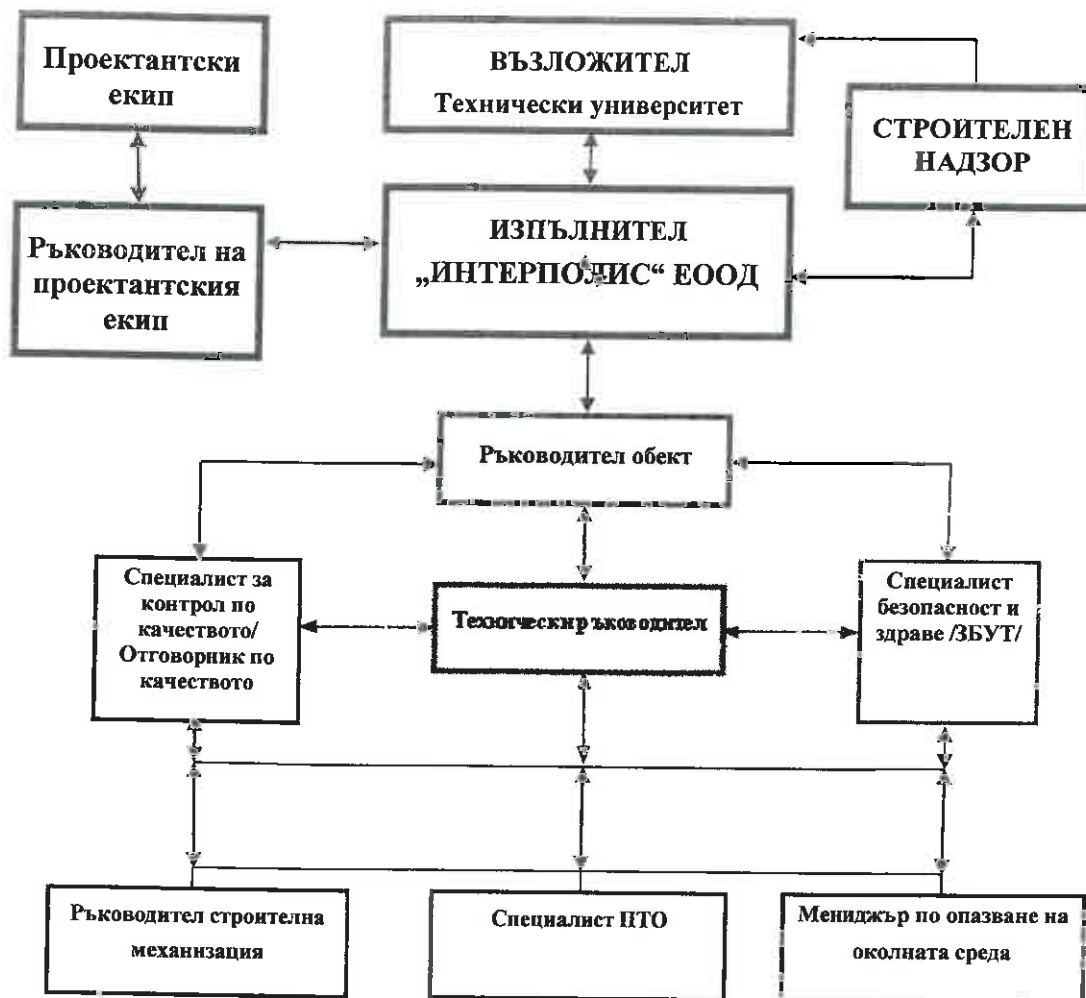 Проектантски
екип
ВЪЗЛОЖИТЕЛ
Технически университет
СТРОИТЕЛЕН
НАДЗОР
Ръководител на
проектантския
екип
ИЗПЪЛНИТЕЛ
„ИНТЕРПОЛИС“ ЕООД
Ръководител обект
Специалист за
контрол по
качеството/
Отговорник по
качеството
Технически ръководител
Специалист
безопасност и
здраве /ЗБУТ/
Ръководител строителна
механизация
Специалист ПТО
Мениджър по опазване на
околната среда